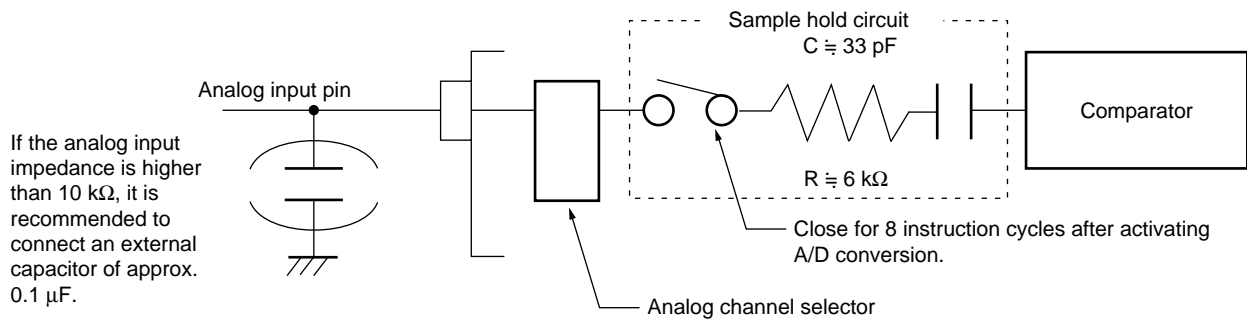 Sample hold circuit
C ≒ 33 pF
Analog input pin
Comparator
If the analog input
impedance is higher
than 10 kΩ, it is
recommended to
connect an external
capacitor of approx.
0.1 µF.
R ≒ 6 kΩ
Close for 8 instruction cycles after activating
A/D conversion.
Analog channel selector